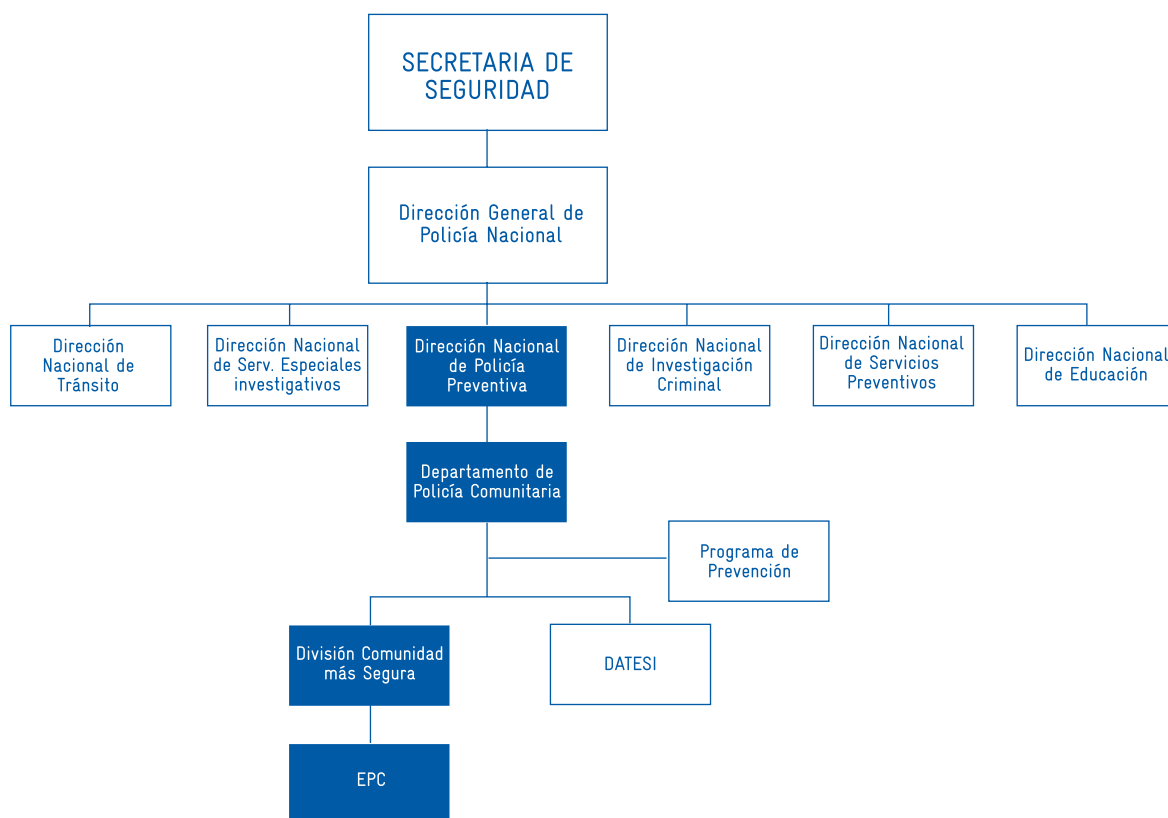 SECRETARIA DE
SEGURIDAD
Dirección General de
Policía Nacional
Dirección
Nacional de
Tránsito
Dirección Nacional
de Serv. Especiales
investigativos
Dirección Nacional
de Policía
Preventiva
Dirección Nacional
de Investigación
Criminal
Dirección Nacional
de Servicios
Preventivos
Dirección Nacional
de Educación
Departamento de
Policía Comunitaria
Programa de
Prevención
División Comunidad
más Segura
DATESI
EPC